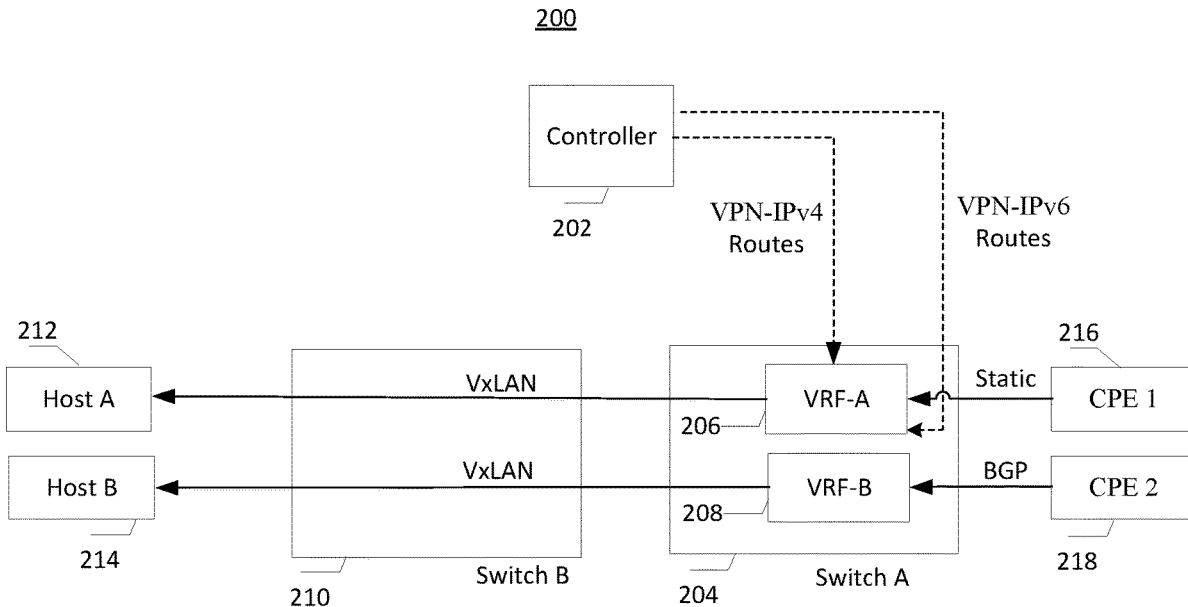 200
Controller
202
VPN-IPv4
Routes
VPN-IPv6
Routes
212
216
Host A
VxLAN
206
VRF-A
Static
CPE 1
Host B
VxLAN
208
VRF-B
BGP
CPE 2
214
210
Switch B
204
Switch A
218